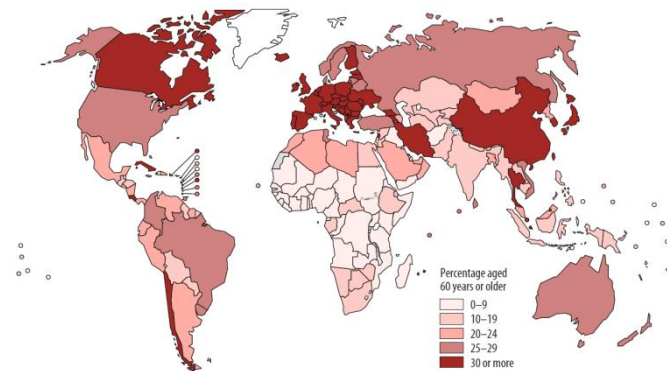 Percentage aged
60 years or older
0–9
10–19
20–24
25–29
30 or more